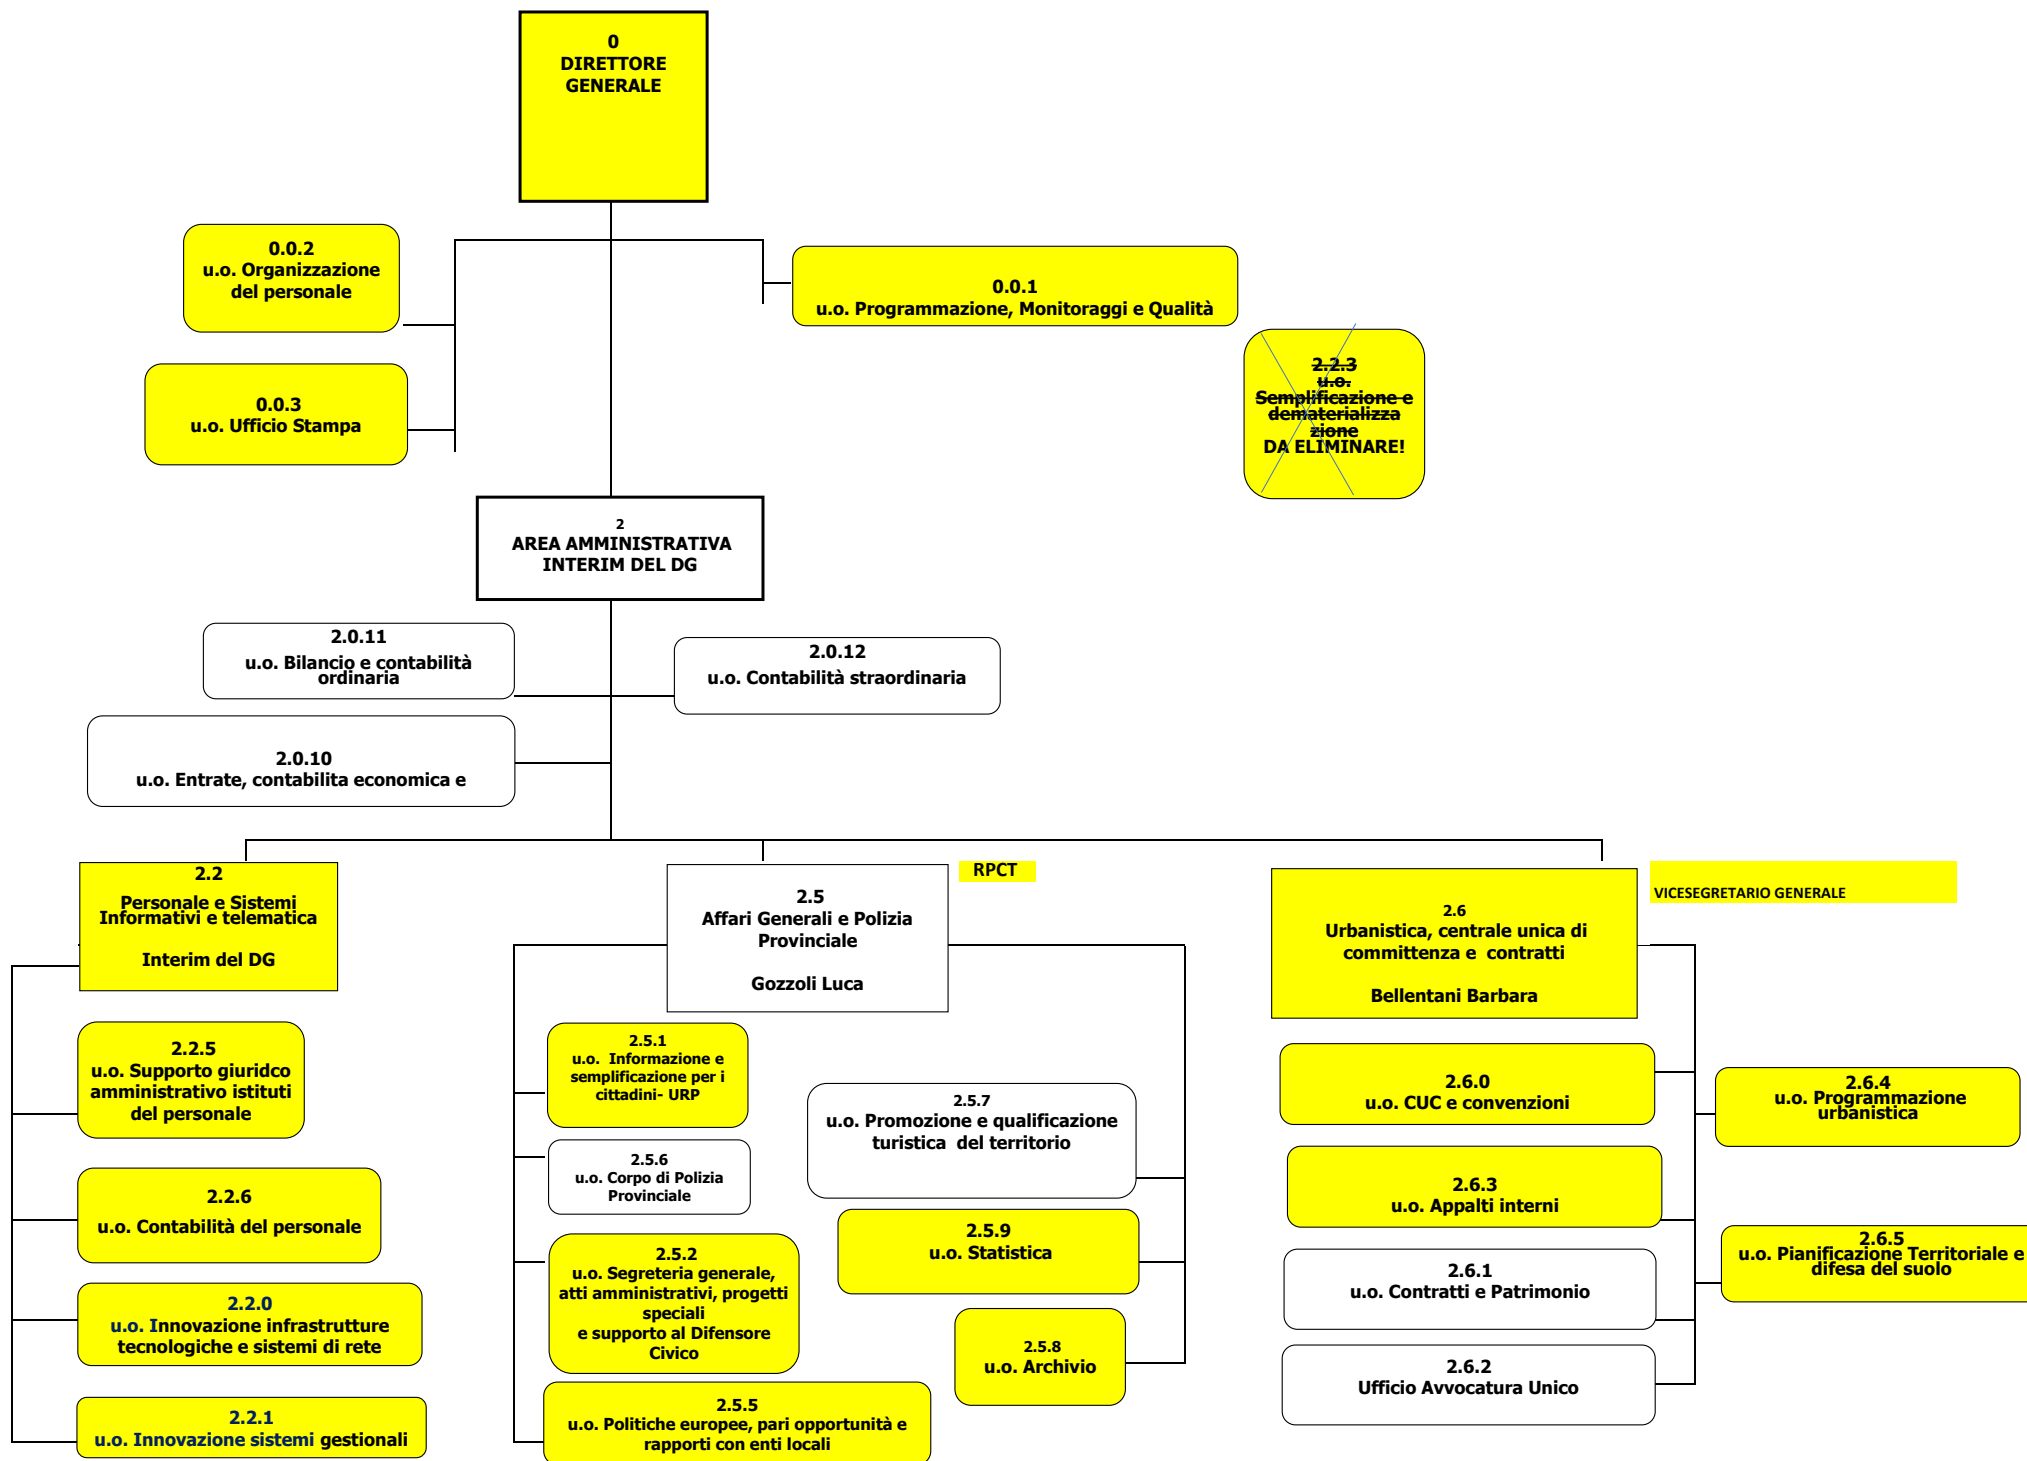 0
DIRETTORE
GENERALE
0.0.2
u.o. Organizzazione
del personale
0.0.1
u.o. Programmazione, Monitoraggi e Qualità
0.0.3
u.o. Ufficio Stampa
2.2.3
u.o.
Semplificazione e
dematerializza
zione
DA ELIMINARE!
2
AREA AMMINISTRATIVA
INTERIM DEL DG
2.0.11
u.o. Bilancio e contabilità
ordinaria
2.0.12
u.o. Contabilità straordinaria
2.0.10
u.o. Entrate, contabilita economica e
2.2
Personale e Sistemi
Informativi e telematica
Interim del DG
2.5
Affari Generali e Polizia
Provinciale
Gozzoli Luca
RPCT
2.6
Urbanistica, centrale unica di
committenza e contratti
Bellentani Barbara
VICESEGRETARIO GENERALE
2.2.5
u.o. Supporto giuridco
amministrativo istituti
del personale
2.2.6
u.o. Contabilità del personale
2.2.0
u.o. Innovazione infrastrutture
tecnologiche e sistemi di rete
2.2.1
u.o. Innovazione sistemi gestionali
2.5.1
u.o. Informazione e
semplificazione per i
cittadini- URP
2.5.6
u.o. Corpo di Polizia
Provinciale
2.5.2
u.o. Segreteria generale,
atti amministrativi, progetti
speciali
e supporto al Difensore
Civico
2.5.5
u.o. Politiche europee, pari opportunità e
rapporti con enti locali
2.5.7
u.o. Promozione e qualificazione
turistica del territorio
2.5.9
u.o. Statistica
2.5.8
u.o. Archivio
2.6.0
u.o. CUC e convenzioni
2.6.3
u.o. Appalti interni
2.6.1
u.o. Contratti e Patrimonio
2.6.2
Ufficio Avvocatura Unico
2.6.4
u.o. Programmazione
urbanistica
2.6.5
u.o. Pianificazione Territoriale e
difesa del suolo